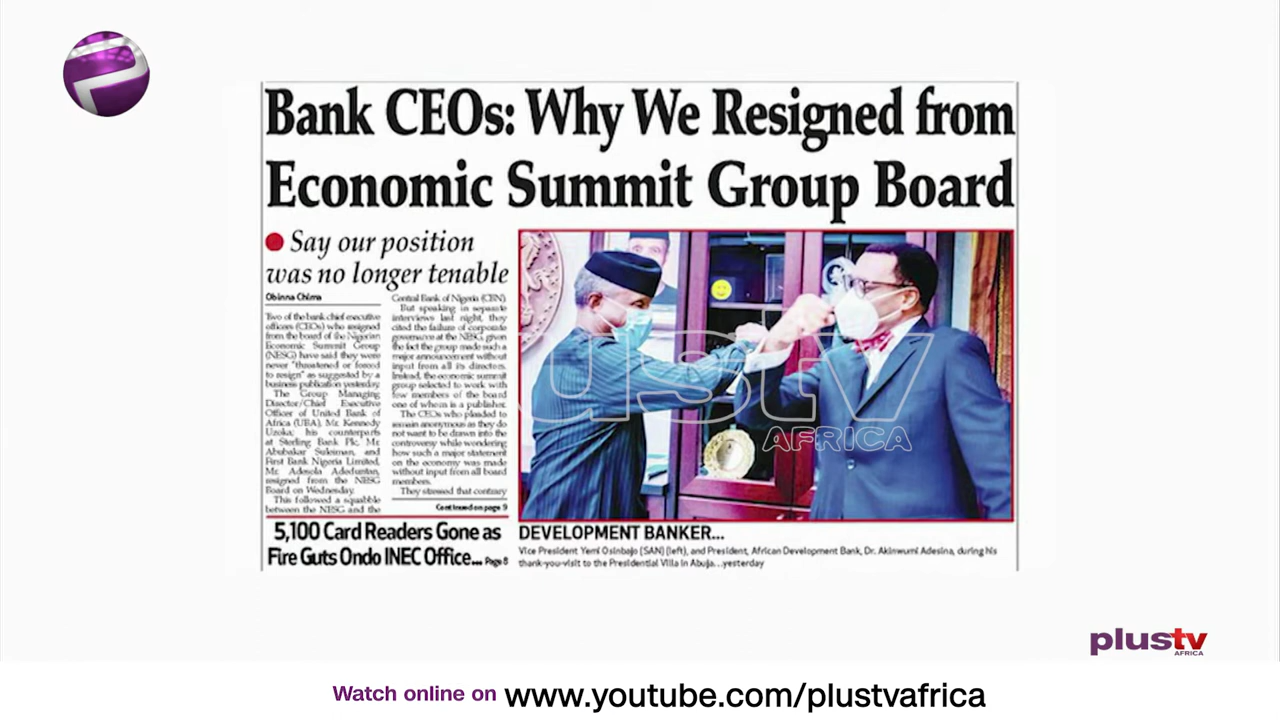 Bank CEOs: Why We Resigned from
Economic Summit Group Board
Say our position
was no longer tenable
Obinna Chima
Two of the bank chief executive
officers (CEOs) who resigned
from the board of the Nigerian
Economic Summit Group
(NESG) have said they were
never "threatened or forced
to resign" as suggested by a
business publication yesterday.
The Group Managing
Director/Chief Executive
Officer of United Bank of
Africa (UBA), Mr. Kennedy
Uzoka; his counterparts
at Sterling Bank Plc, Mr.
Abubakar Suleiman, and
First Bank Nigeria Limited,
Mr. Adesola Adeduntan,
resigned from the NESG
Board on Wednesday.
This followed a squabble
between the NESG and the
Central Bank of Nigeria (CBN).
But speaking in separate
interviews last night, they
cited the failure of corporate
governance at the NESG, given
the fact the group made such a
major announcement without
input from all its directors.
Instead, the economic summit
group selected to work with
few members of the board
one of whom is a publisher.
The CEOs who pleaded to
remain anonymous as they do
not want to be drawn into the
controversy while wondering
how such a major statement
on the economy was made
without input from all board
members.
They stressed that contrary
Continued on page 9
5,100 Card Readers Gone as
Fire Guts Ondo INEC Office... Page 8
DEVELOPMENT BANKER...
Vice President Yemi Osinbajo (SAN) (left), and President, African Development Bank, Dr. Akinwumi Adesina, during his
thank-you-visit to the Presidential Villa in Abuja...yesterday
ustv
AFRICA
plustv
AFRICA
Watch online on www.youtube.com/plustvafrica